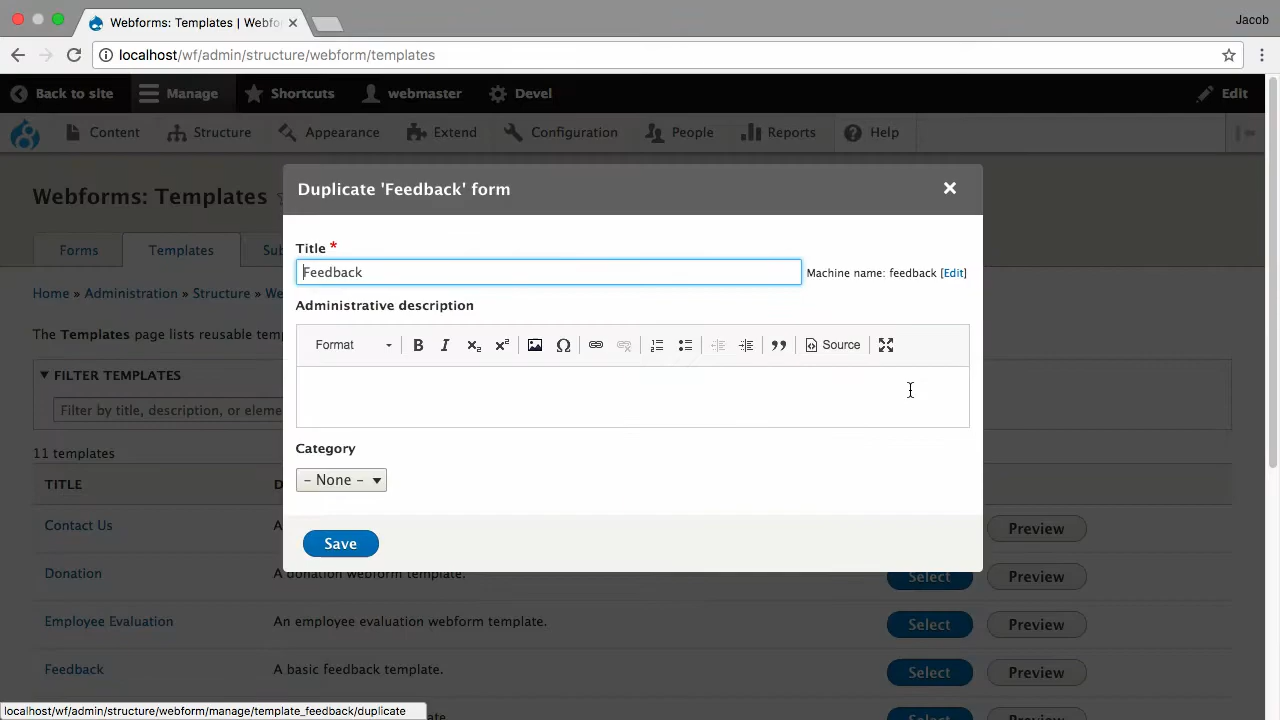 Webforms: Templates | Webfo
Jacob
localhost/wf/admin/structure/webform/templates
Back to site Manage Shortcuts webmaster Devel Edit
Content Structure Appearance Extend Configuration People Reports Help
Webforms: Templates
Forms Templates Sub
Home » Administration » Structure » We
The Templates page lists reusable temp
FILTER TEMPLATES
Filter by title, description, or eleme
11 templates
TITLE D
Contact Us A Preview
Donation A donation webform template. Select Preview
Employee Evaluation An employee evaluation webform template. Select Preview
Feedback A basic feedback template. Select Preview
Duplicate 'Feedback' form
Title *
Feedback Machine name: feedback [Edit]
Administrative description
Format B I x₂ x² Ω Source
Category
– None –
Save
localhost/wf/admin/structure/webform/manage/template_feedback/duplicate